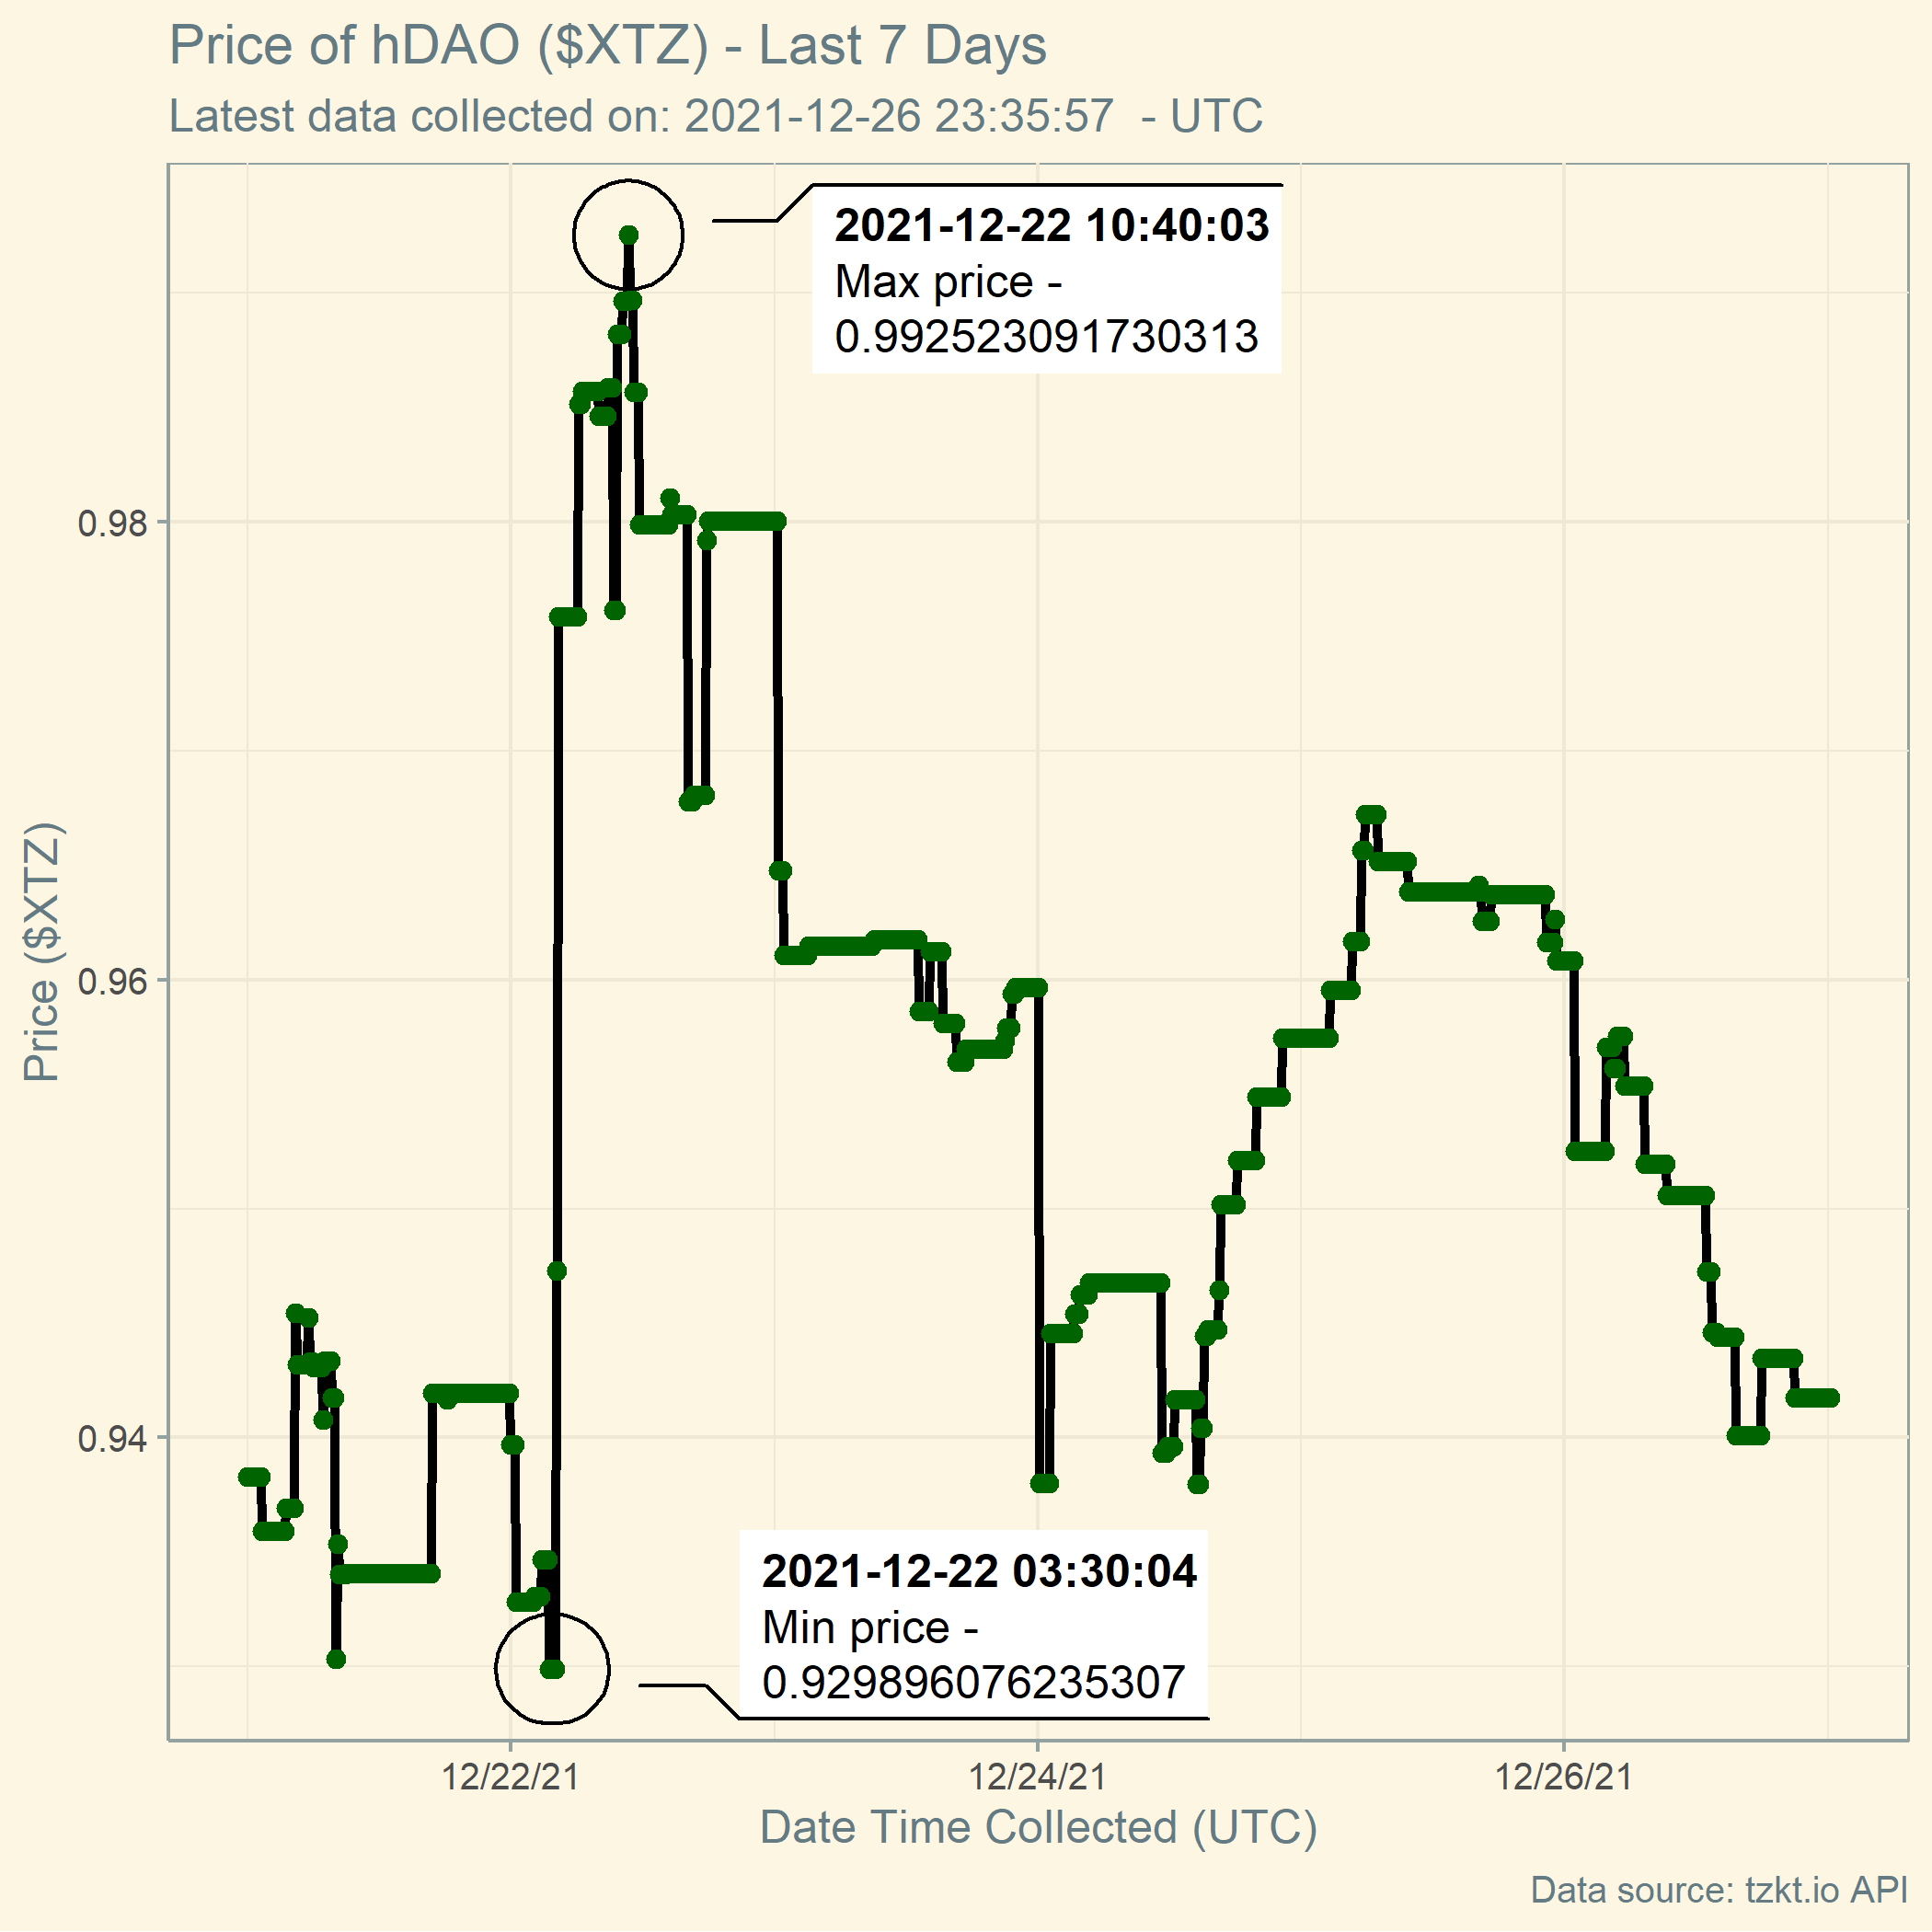 Price of hDAO ($XTZ) - Last 7 Days
Latest data collected on: 2021-12-26 23:35:57  - UTC
2021-12-22 10:40:03
Max price -
0.992523091730313
0.98
0.96
0.94
Price ($XTZ)
2021-12-22 03:30:04
Min price -
0.929896076235307
12/22/21
12/24/21
12/26/21
Date Time Collected (UTC)
Data source: tzkt.io API